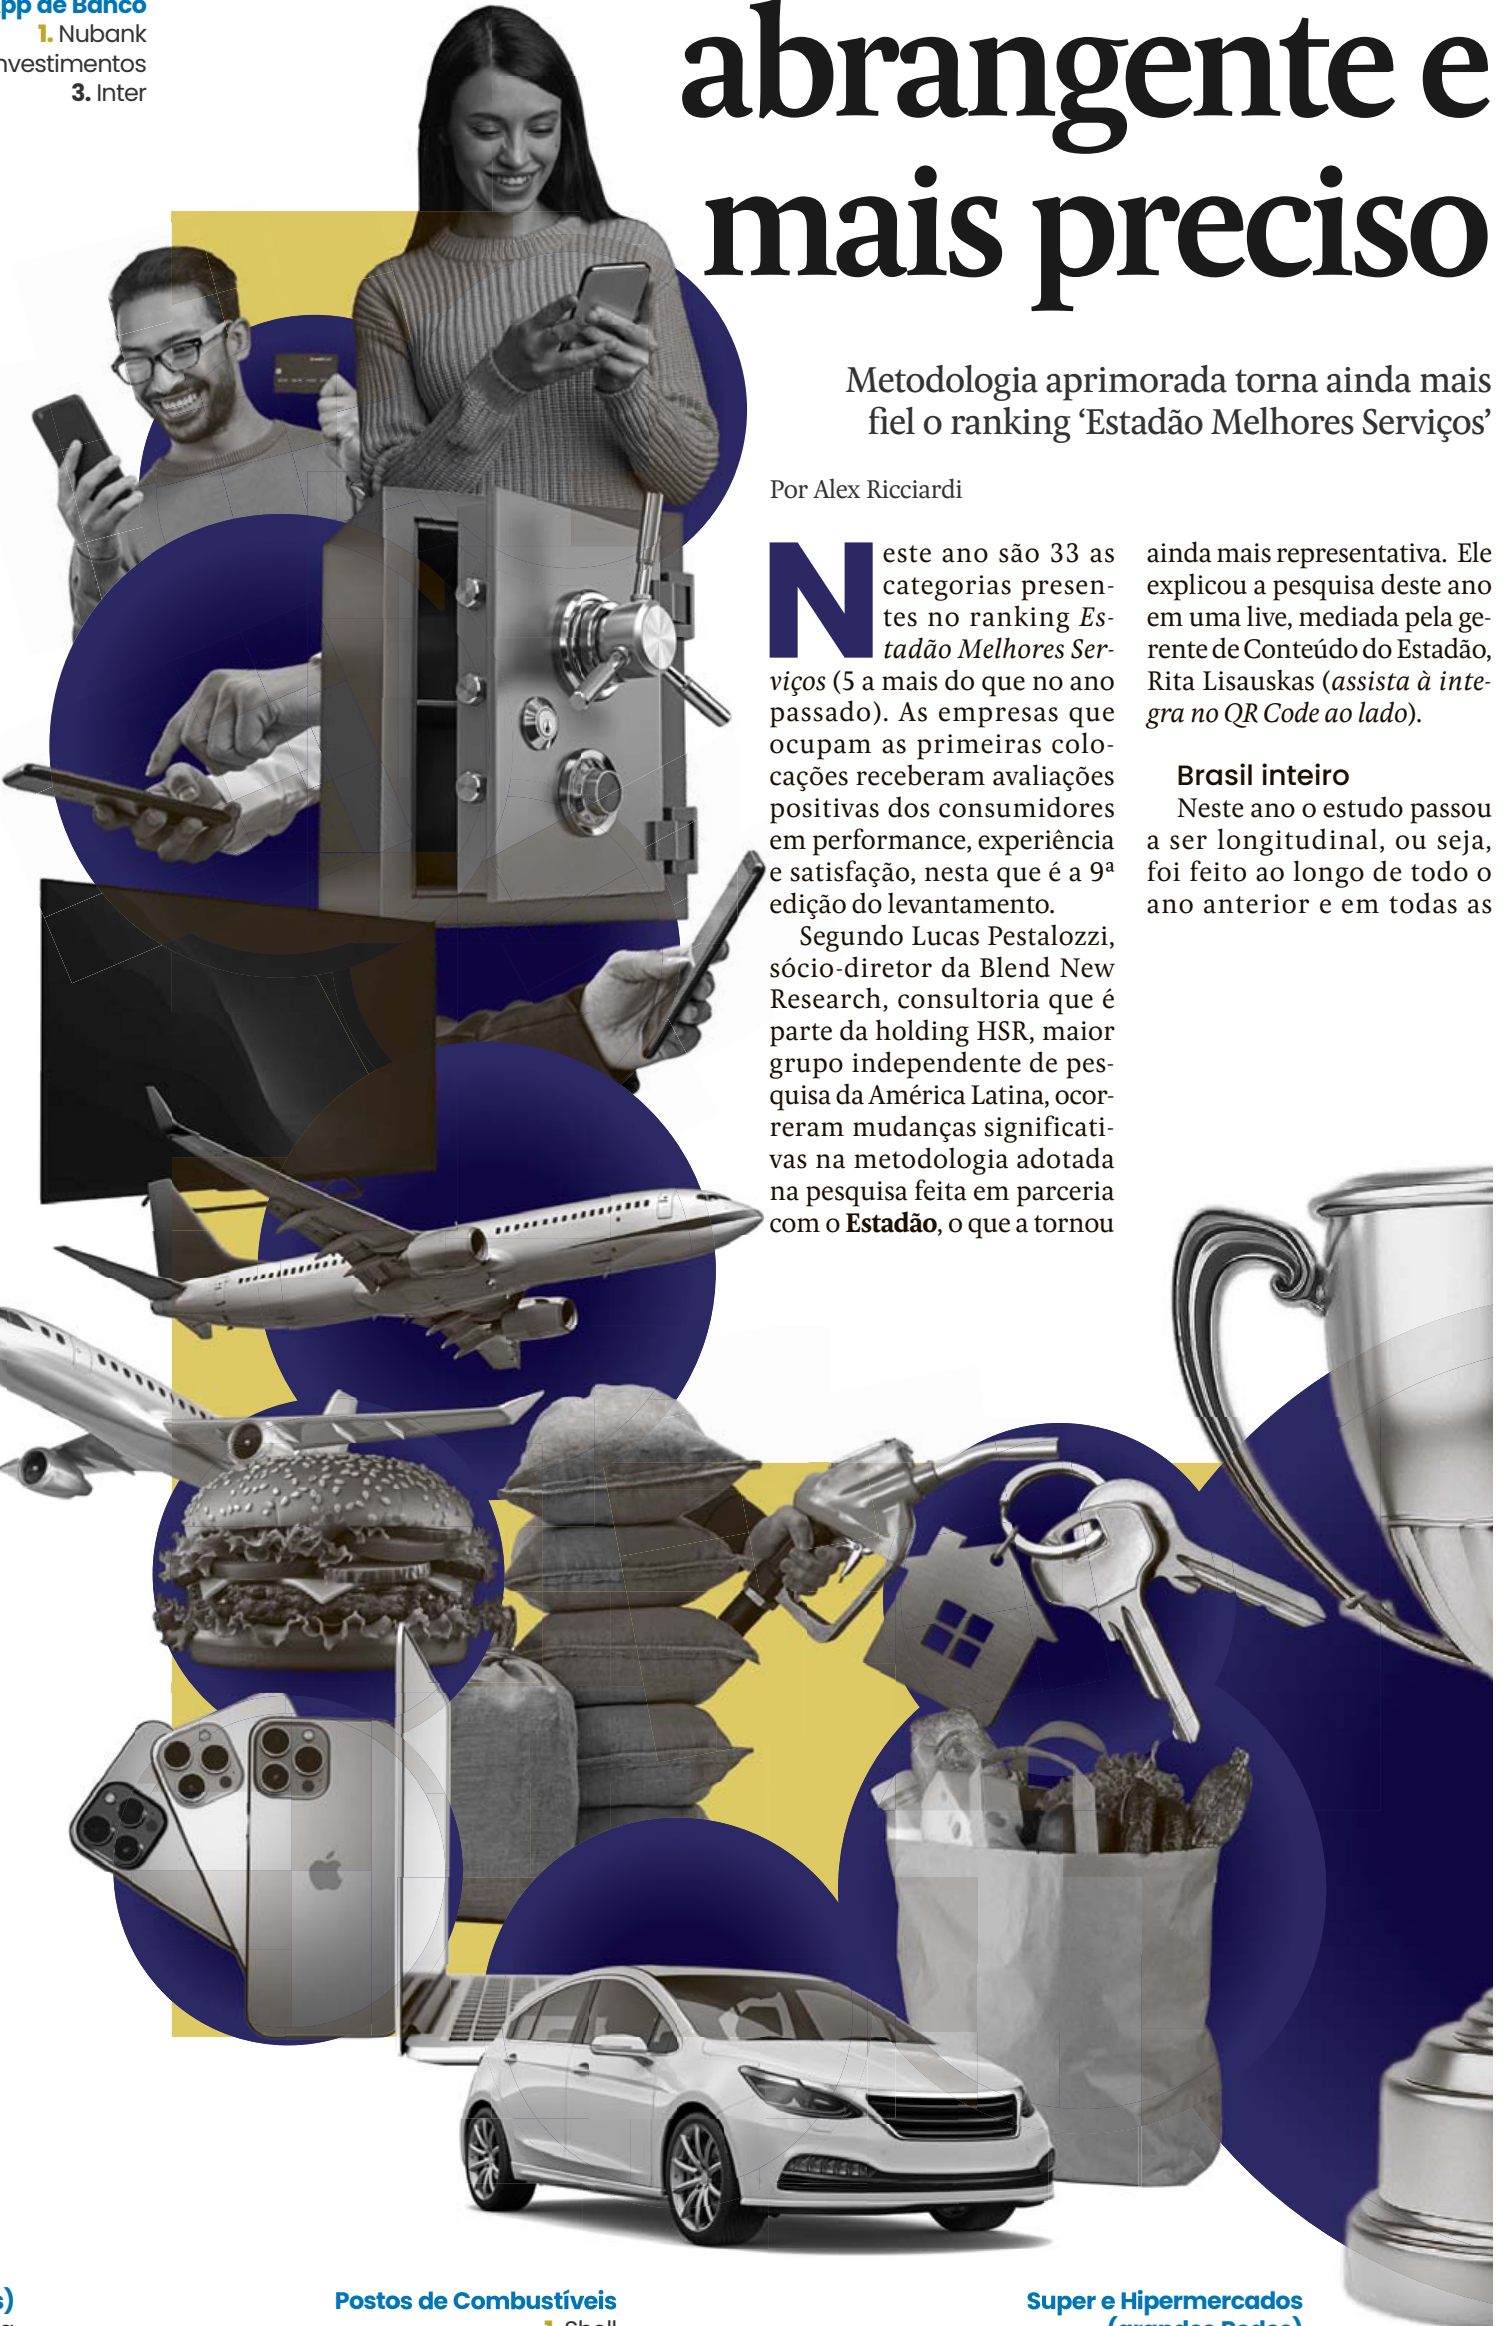 App de Banco
1. Nubank
nvestimentos
3. Inter
abrangente e
mais preciso
Metodologia aprimorada torna ainda mais
fiel o ranking ‘Estadão Melhores Serviços’
Por Alex Ricciardi
Neste ano são 33 as
categorias presen-
tes no ranking Es-
tadão Melhores Ser-
viços (5 a mais do que no ano
passado). As empresas que
ocupam as primeiras colo-
cações receberam avaliações
positivas dos consumidores
em performance, experiência
e satisfação, nesta que é a 9ª
edição do levantamento.
Segundo Lucas Pestalozzi,
sócio-diretor da Blend New
Research, consultoria que é
parte da holding HSR, maior
grupo independente de pes-
quisa da América Latina, ocor-
reram mudanças significati-
vas na metodologia adotada
na pesquisa feita em parceria
com o Estadão, o que a tornou
ainda mais representativa. Ele
explicou a pesquisa deste ano
em uma live, mediada pela ge-
rente de Conteúdo do Estadão,
Rita Lisauskas (assista à inte-
gra no QR Code ao lado).
Brasil inteiro
Neste ano o estudo passou
a ser longitudinal, ou seja,
foi feito ao longo de todo o
ano anterior e em todas as
s)
Postos de Combustíveis
1. Shell
Super e Hipermercados
(grandes Redes)